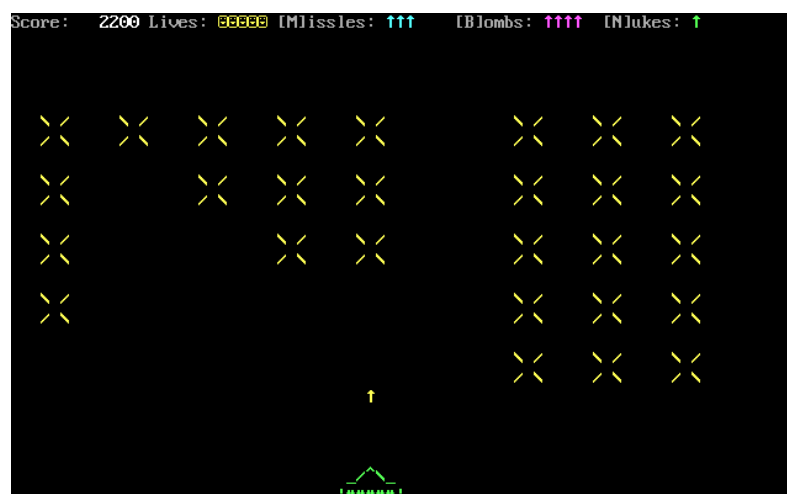 Score: 2200 Lives: ☺☺☺☺☺ [M]issles: ↑↑↑ [B]ombs: ↑↑↑↑ [N]ukes: ↑